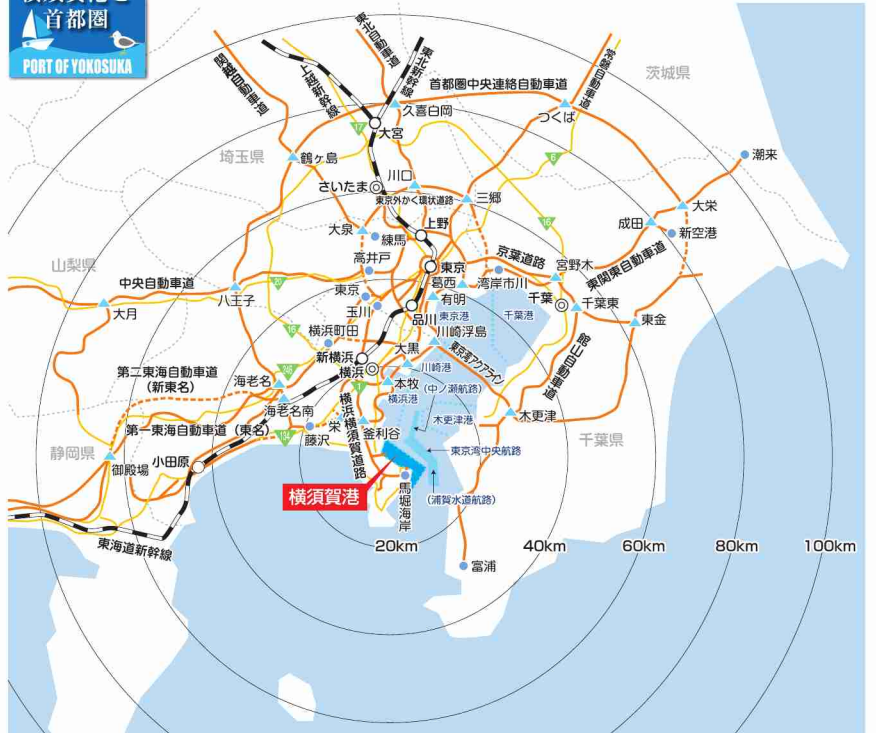 首都圏
PORT OF YOKOSUKA
関越自動車道
上越新幹線
東北自動車道
東北新幹線
首都圏中央連絡自動車道
常磐自動車道
茨城県
久喜白岡
つくば
17
大宮
6
潮来
埼玉県
鶴ヶ島
川口
さいたま
東京外かく環状道路
三郷
大栄
16
成田
新空港
大泉
練馬
上野
高井戸
東京
京葉道路
宮野木
東関東自動車道
山梨県
中央自動車道
20
葛西
湾岸市川
八王子
東京
有明
千葉
千葉東
大月
玉川
品川
東京港
千葉港
東金
16
横浜町田
川崎浮島
新横浜
大黒
東京湾アクアライン
館山自動車道
第二東海自動車道
(新東名)
246
横浜
川崎港
海老名
1
本牧
(中ノ瀬航路)
横浜港
海老名南
木更津
第一東海自動車道(東名)
栄
横浜横須賀道路
木更津港
134
藤沢
釜利谷
千葉県
静岡県
東京湾中央航路
御殿場
小田原
横須賀港
馬堀海岸
(浦賀水道航路)
東海道新幹線
20km
40km
60km
80km
100km
富浦